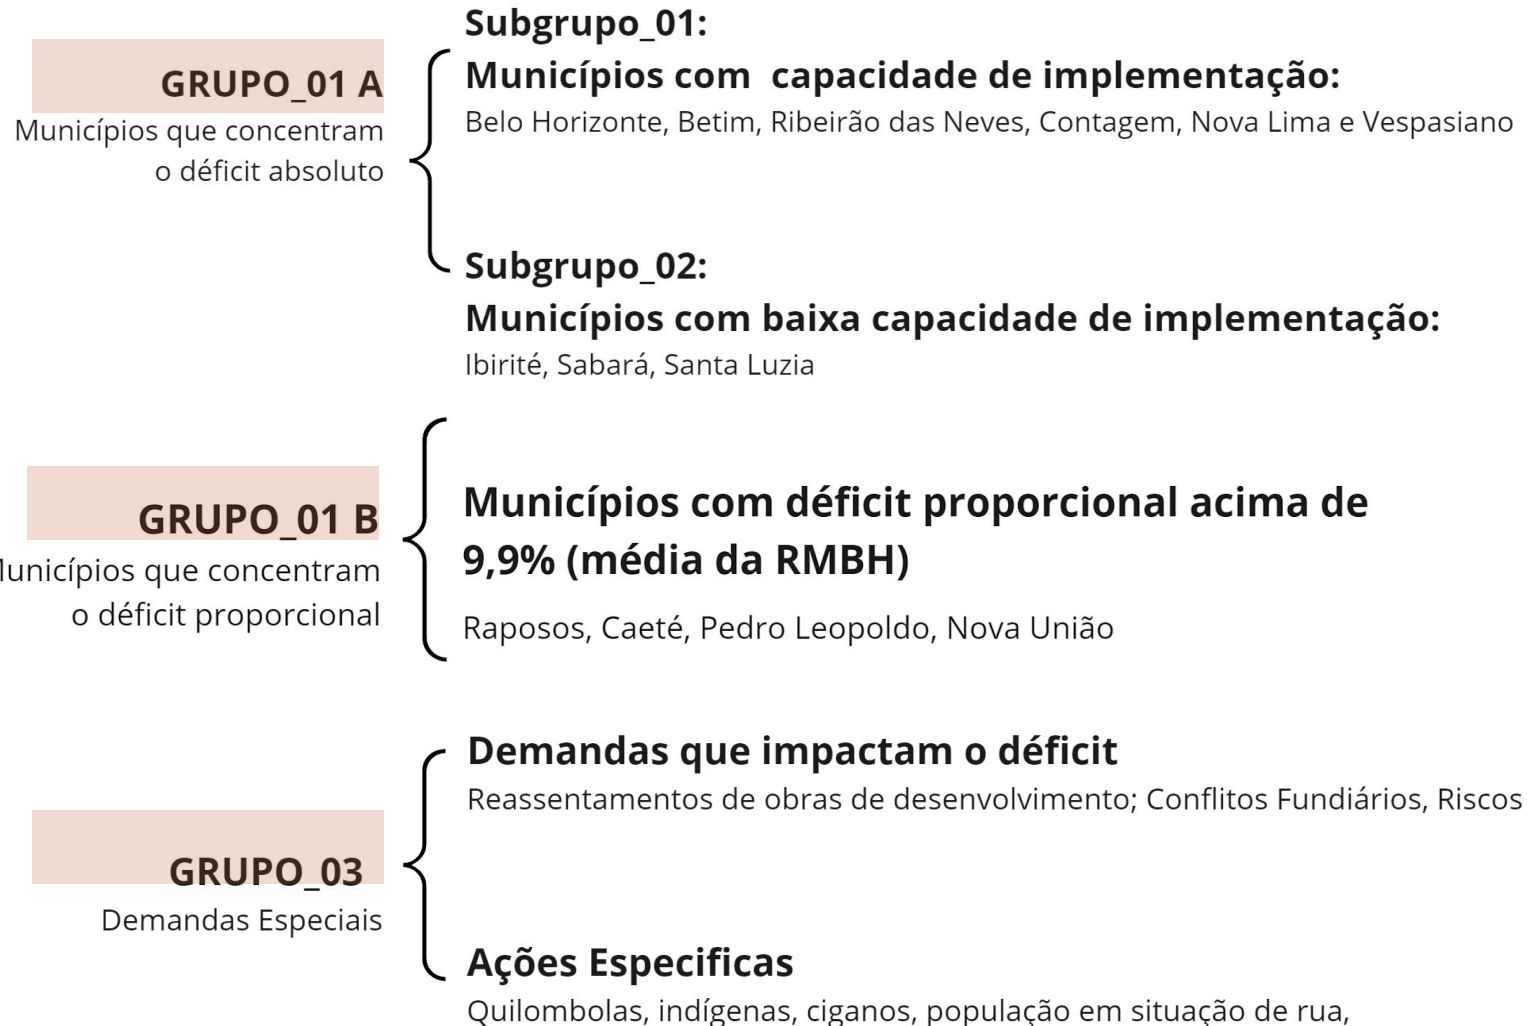 GRUPO_01 A
Municípios que concentram
o déficit absoluto
Subgrupo_01:
Municípios com  capacidade de implementação:
Belo Horizonte, Betim, Ribeirão das Neves, Contagem, Nova Lima e Vespasiano
Subgrupo_02:
Municípios com baixa capacidade de implementação:
Ibirité, Sabará, Santa Luzia
GRUPO_01 B
Municípios que concentram
o déficit proporcional
Municípios com déficit proporcional acima de
9,9% (média da RMBH)
Raposos, Caeté, Pedro Leopoldo, Nova União
GRUPO_03
Demandas Especiais
Demandas que impactam o déficit
Reassentamentos de obras de desenvolvimento; Conflitos Fundiários, Riscos
Ações Especificas
Quilombolas, indígenas, ciganos, população em situação de rua,